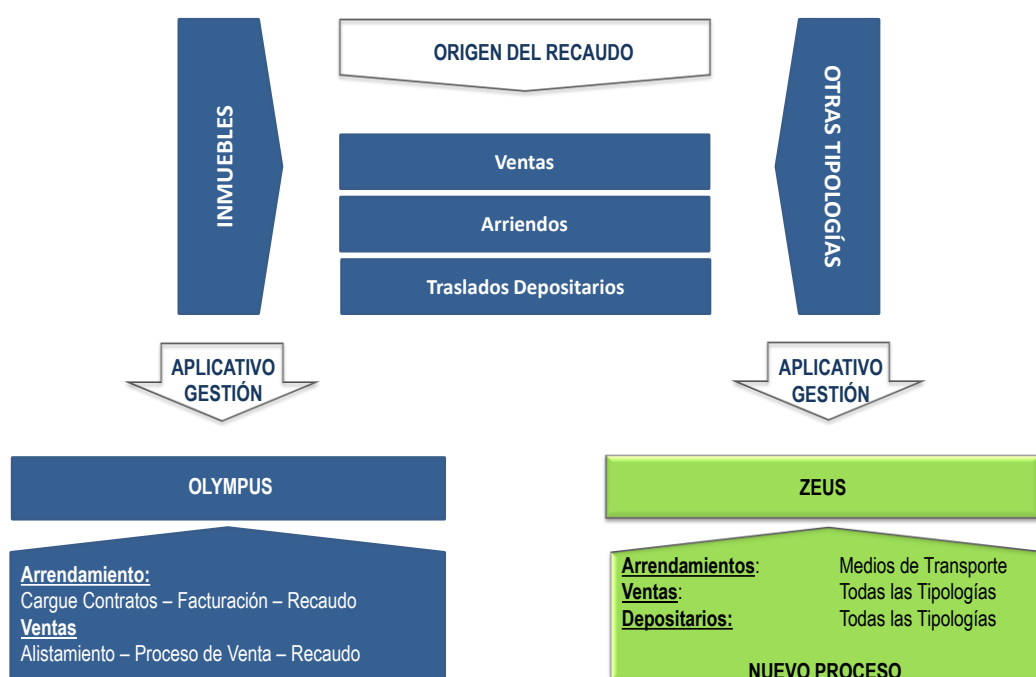 ORIGEN DEL RECAUDO
INMUEBLES
OTRAS TIPOLOGÍAS
Ventas
Arriendos
Traslados Depositarios
APLICATIVO
GESTIÓN
APLICATIVO
GESTIÓN
OLYMPUS
ZEUS
Arrendamiento:
Cargue Contratos – Facturación – Recaudo
Ventas
Alistamiento – Proceso de Venta – Recaudo
Arrendamientos: Medios de Transporte
Ventas: Todas las Tipologías
Depositarios: Todas las Tipologías
NUEVO PROCESO